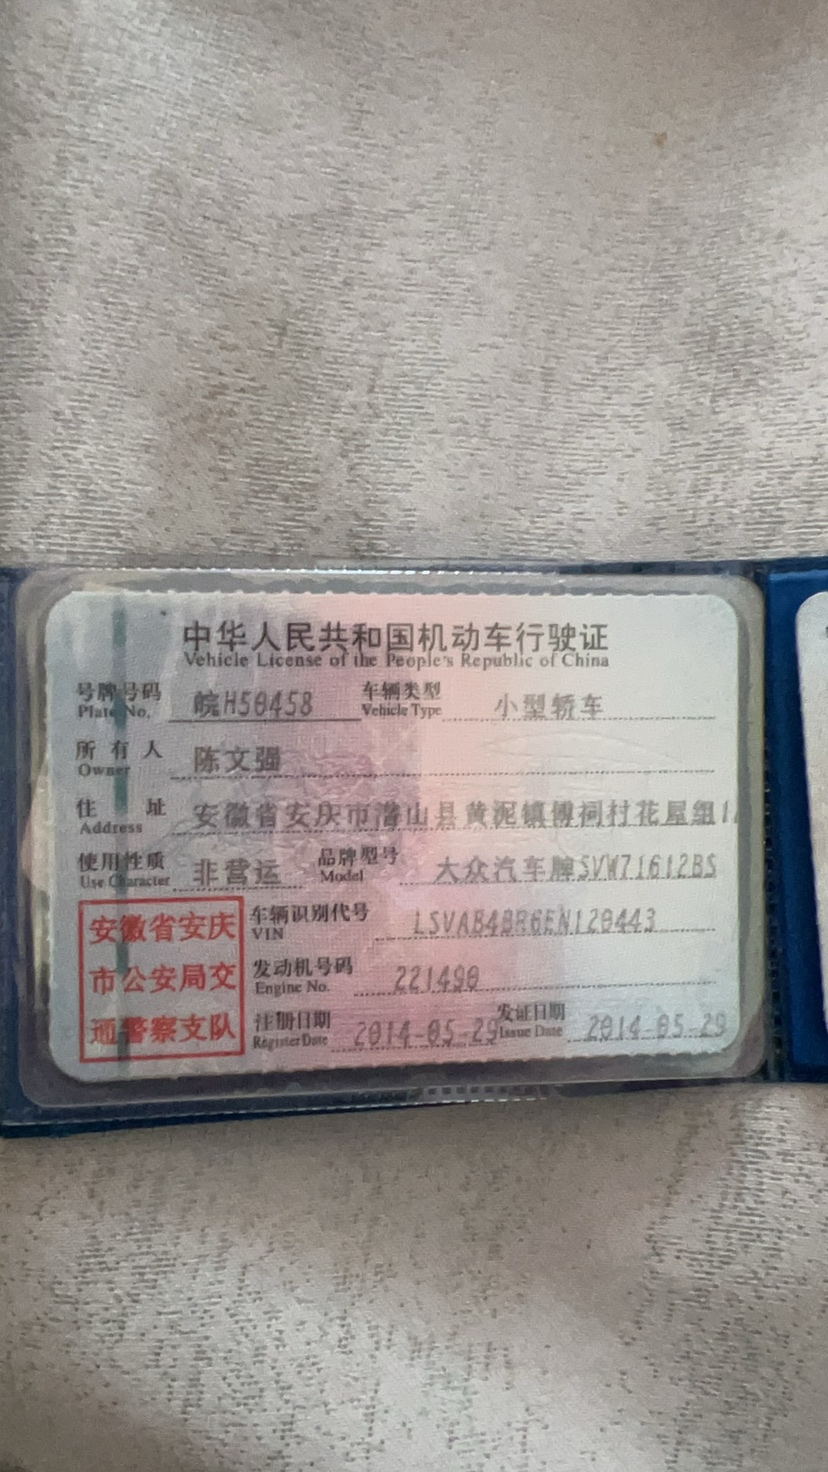 中华人民共和国机动车行驶证
Vehicle License of the People's Republic of China
号牌号码 皖H50458 车辆类型 小型轿车
Plate No. Vehicle Type
所有人 陈文强
Owner
住址 安徽省安庆市潜山县黄泥镇傅祠村花屋组
Address
使用性质 非营运 品牌型号 大众汽车牌SVW71612BS
Use Character Model
安徽省安庆
市公安局交
通警察支队
车辆识别代号 LSVAB4BR6EN120443
VIN
发动机号码 221490
Engine No.
注册日期 2014-05-29 发证日期 2014-05-29
Register Date Issue Date